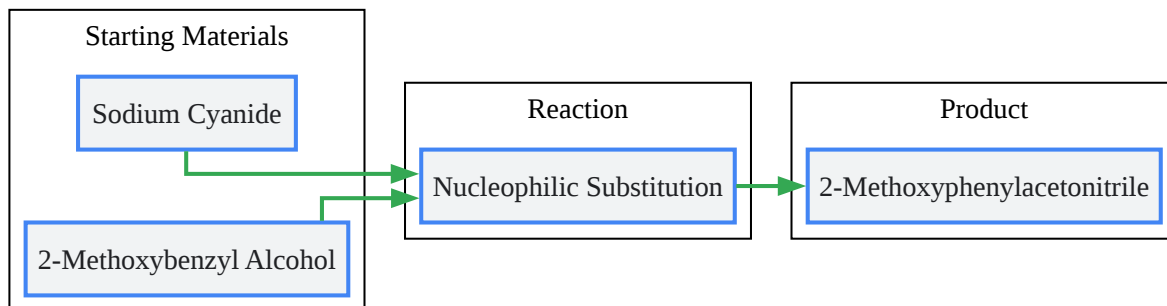 Starting Materials
Sodium Cyanide
2-Methoxybenzyl Alcohol
Reaction
Nucleophilic Substitution
Product
2-Methoxyphenylacetonitrile